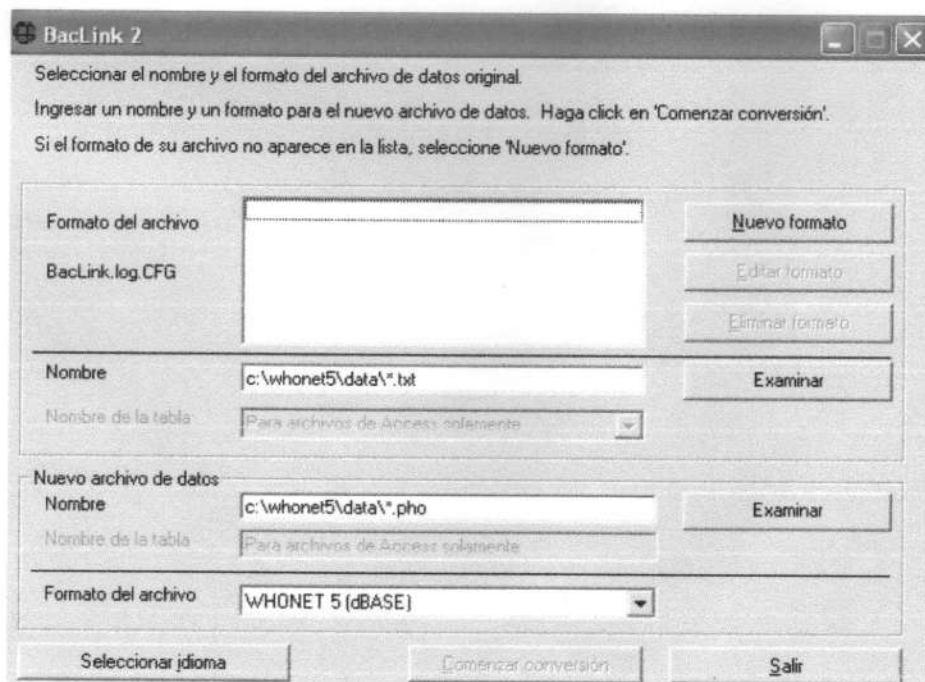 BacLink 2
Seleccionar el nombre y el formato del archivo de datos original.
Ingresar un nombre y un formato para el nuevo archivo de datos. Haga click en 'Comenzar conversión'.
Si el formato de su archivo no aparece en la lista, seleccione 'Nuevo formato'.
Formato del archivo
Nuevo formato
BacLink.log.CFG
Editar formato
Eliminar formato
Nombre
c:\whonet5\data\*.txt
Examinar
Nombre de la tabla
Para archivos de Access solamente
Nuevo archivo de datos
Nombre
c:\whonet5\data\*.pho
Examinar
Nombre de la tabla
Para archivos de Access solamente
Formato del archivo
WHONET 5 (dBASE)
Seleccionar idioma
Comenzar conversión
Salir